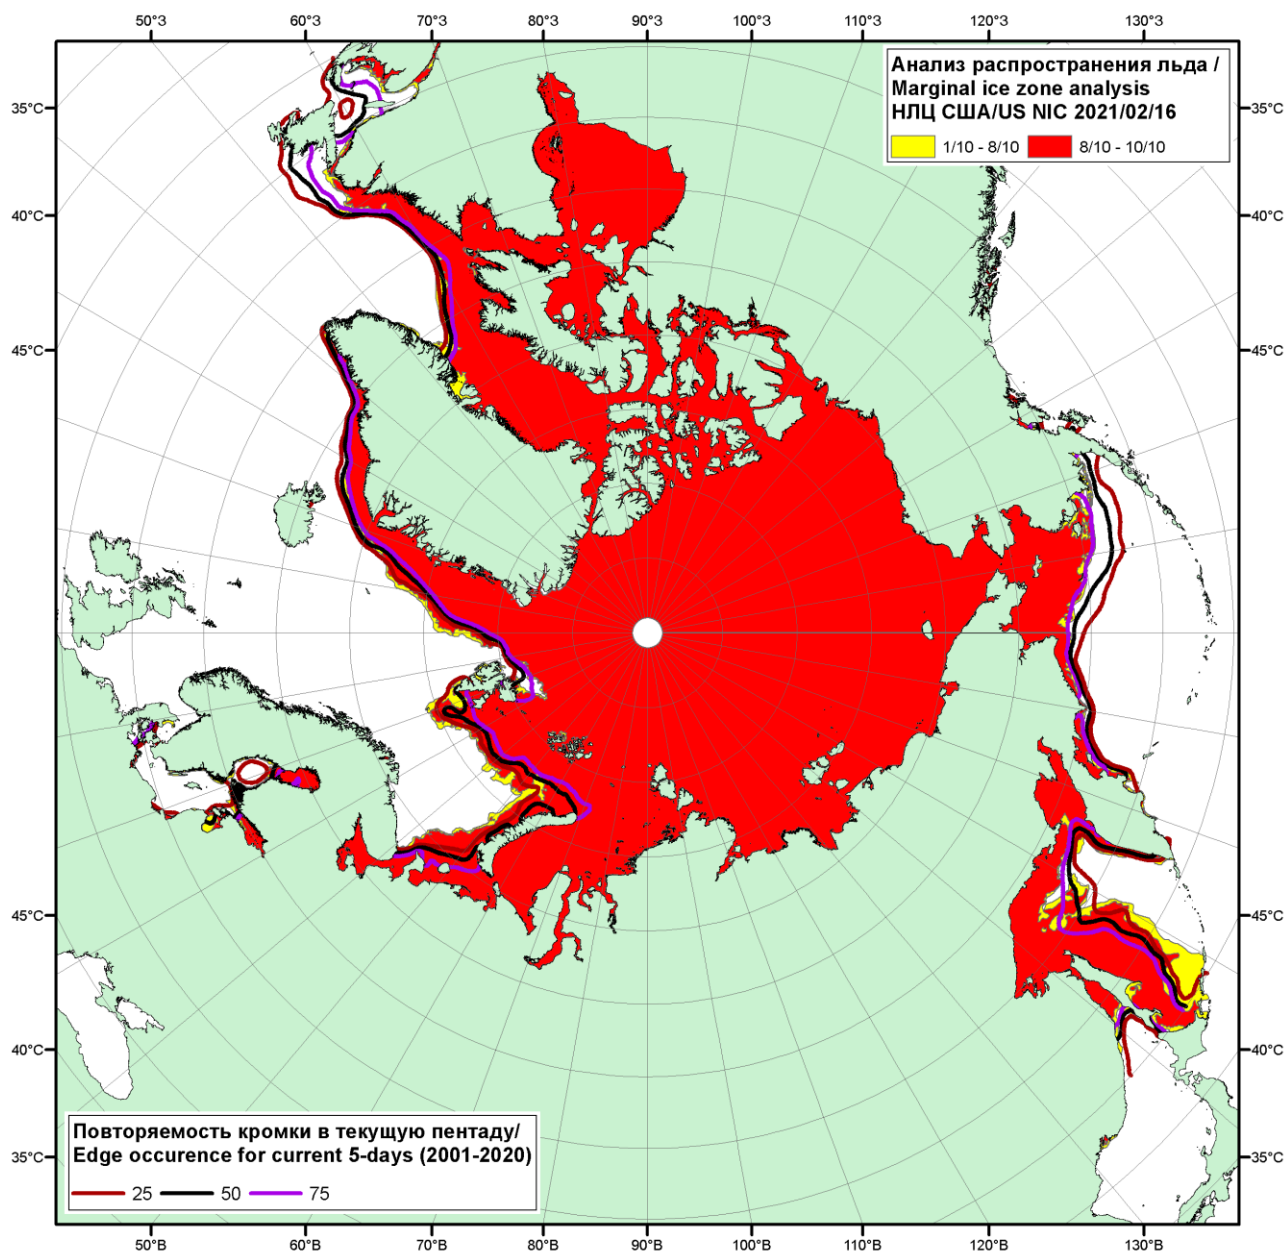 50°З 60°З 70°З 80°З 90°З 100°З 110°З 120°З 130°З
Анализ распространения льда /
Marginal ice zone analysis
НЛЦ США/US NIC 2021/02/16
1/10 - 8/10 8/10 - 10/10
35°С 35°С
40°С 40°С
45°С 45°С
45°С 45°С
40°С 40°С
Повторяемость кромки в текущую пентаду/
Edge occurence for current 5-days (2001-2020)
35°С 35°С
25 50 75
50°В 60°В 70°В 80°В 90°В 100°В 110°В 120°В 130°В